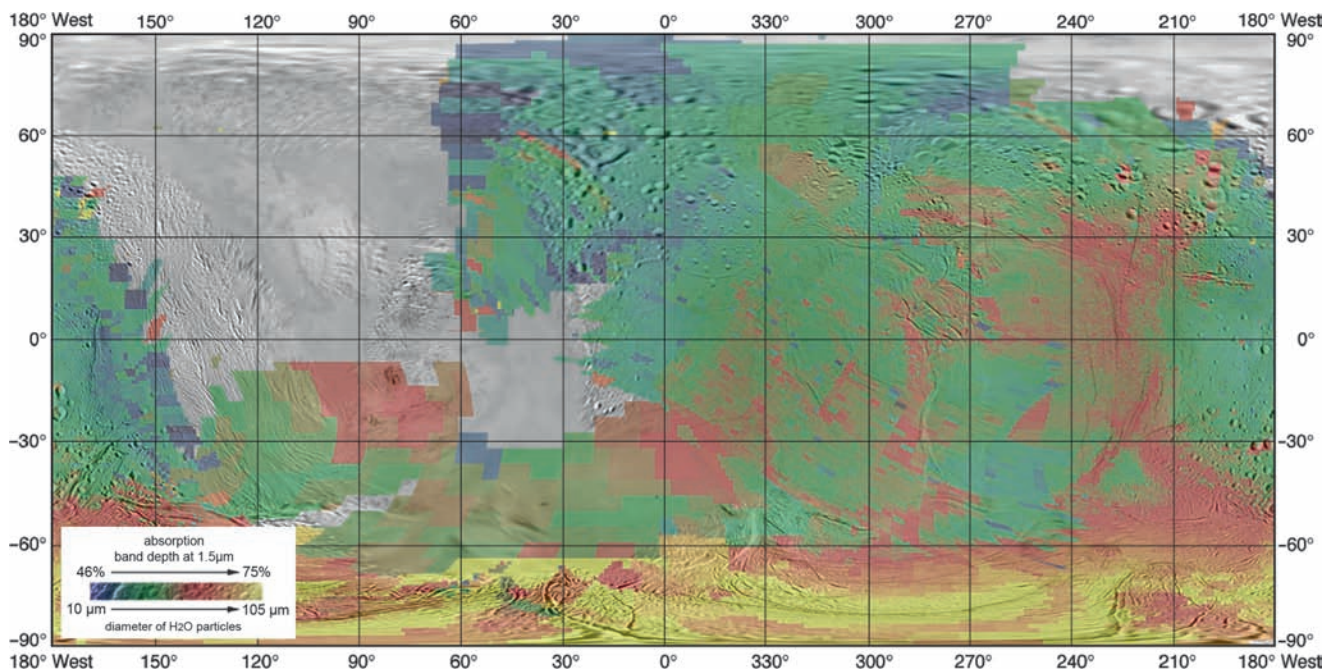 180° West 150° 120° 90° 60° 30° 0° 330° 300° 270° 240° 210° 180° West
90° 90°
60° 60°
30° 30°
0° 0°
−30° −30°
−60° −60°
−90° −90°
absorption
band depth at 1.5µm
46% 75%
10 µm 105 µm
diameter of H2O particles
180° West 150° 120° 90° 60° 30° 0° 330° 300° 270° 240° 210° 180° West